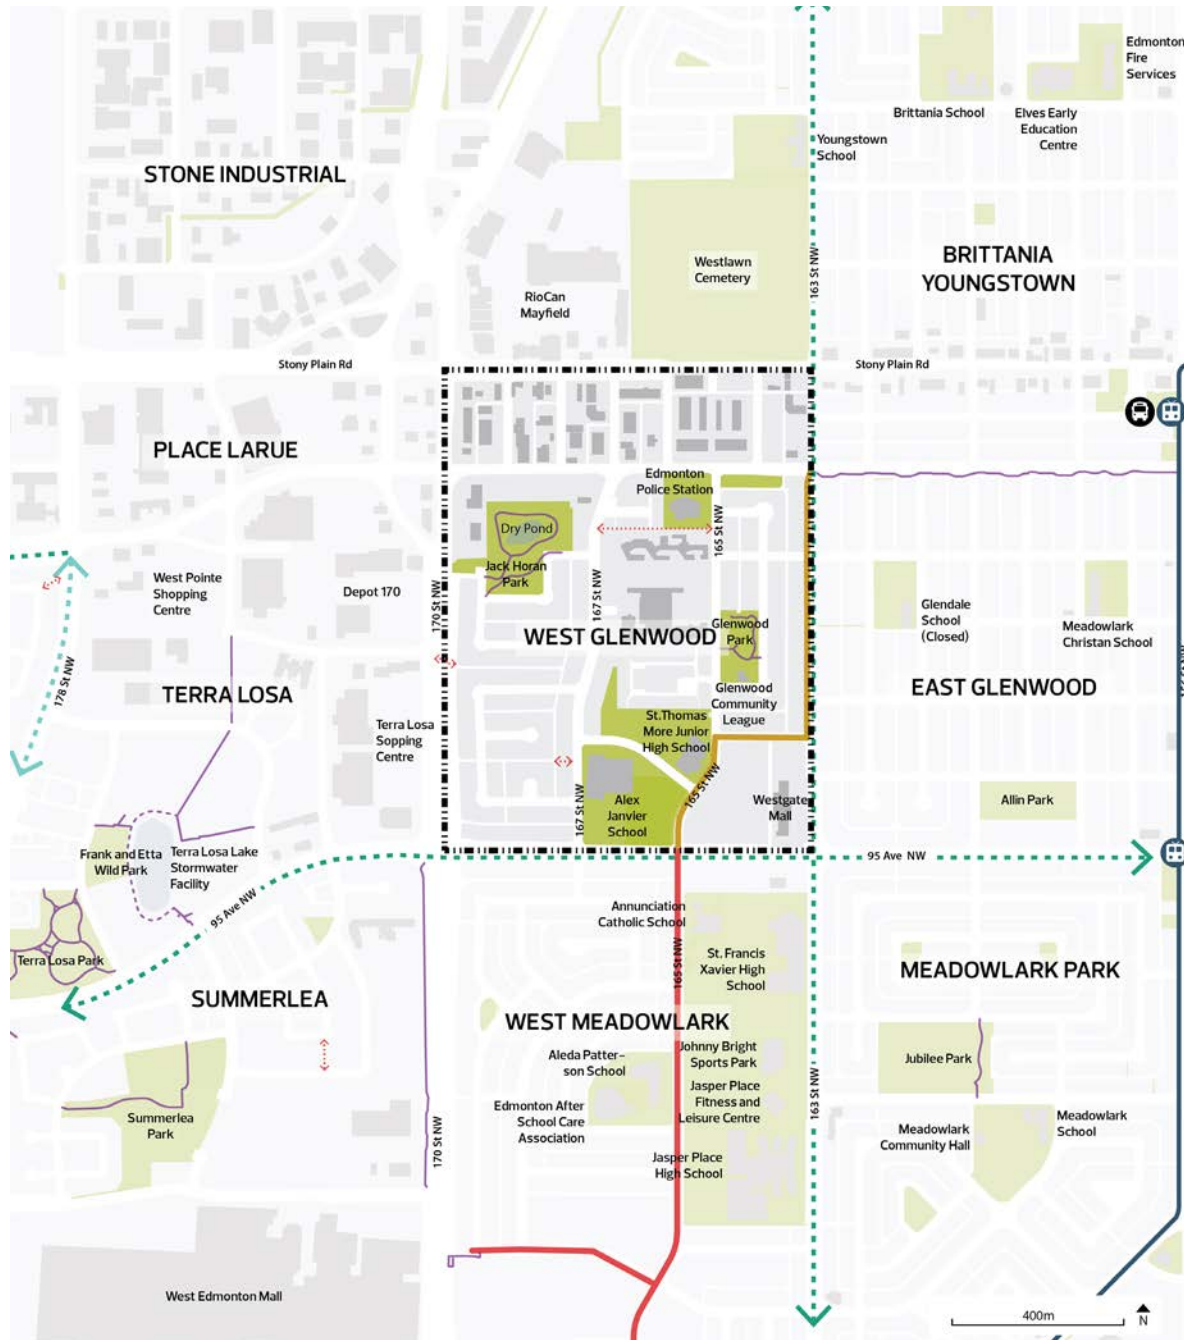 Edmonton
Fire
Services
Brittania School
Elves Early
Education
Centre
Youngstown
School
STONE INDUSTRIAL
BRITTANIA
YOUNGSTOWN
Westlawn
Cemetery
163 St NW
RioCan
Mayfield
Stony Plain Rd
Stony Plain Rd
PLACE LARUE
Edmonton
Police Station
Dry Pond
165 St NW
Jack Horan
Park
West Pointe
Shopping
Centre
Depot 170
170 St NW
167 St NW
Glendale
School
(Closed)
Meadowlark
Christan School
WEST GLENWOOD
Glenwood
Park
178 St NW
TERRA LOSA
EAST GLENWOOD
Glenwood
Community
League
St.Thomas
More Junior
High School
Terra Losa
Sopping
Centre
165 St NW
167 St NW
Alex
Janvier
School
Westgate
Mall
Allin Park
Frank and Etta
Wild Park
Terra Losa Lake
Stormwater
Facility
95 Ave NW
95 Ave NW
Annunciation
Catholic School
165 St NW
St. Francis
Xavier High
School
Terra Losa Park
MEADOWLARK PARK
SUMMERLEA
WEST MEADOWLARK
Aleda Patter-
son School
Johnny Bright
Sports Park
Jubilee Park
Jasper Place
Fitness and
Leisure Centre
163 St NW
Edmonton After
School Care
Association
Summerlea
Park
170 St NW
Meadowlark
Community Hall
Meadowlark
School
Jasper Place
High School
West Edmonton Mall
400m
N